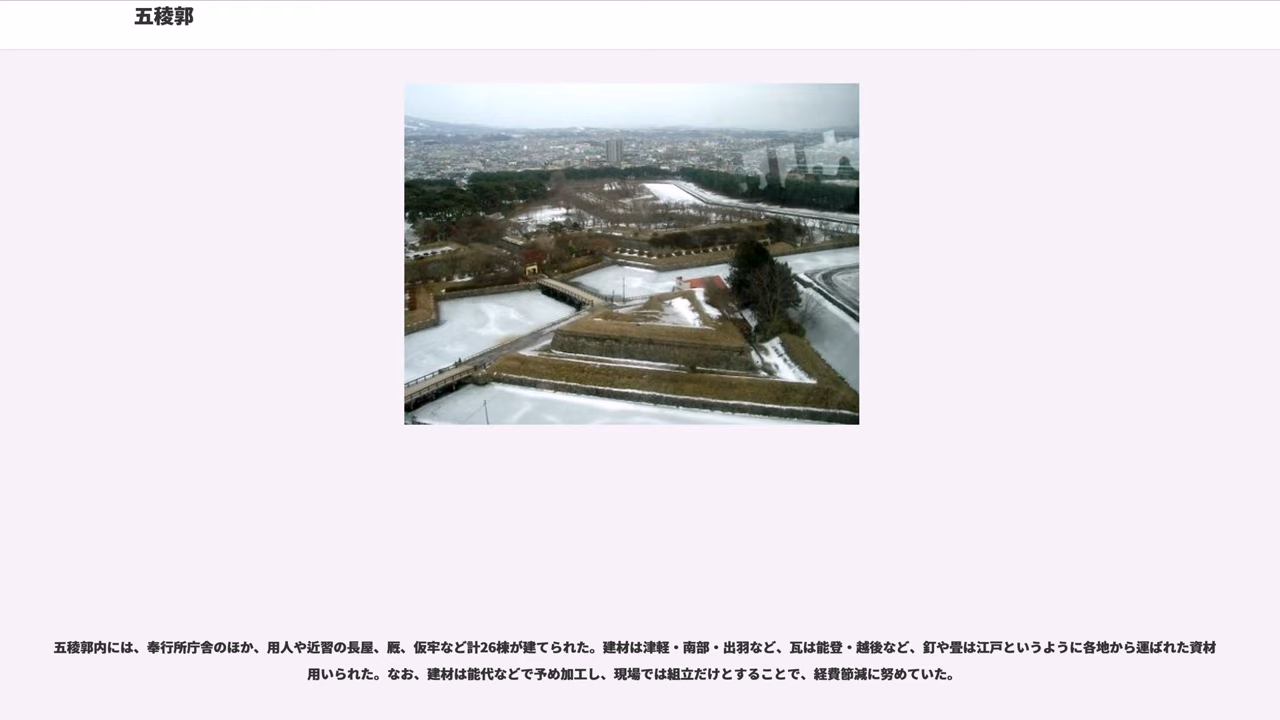 五稜郭
五稜郭内には、奉行所庁舎のほか、用人や近習の長屋、厩、仮牢など計26棟が建てられた。建材は津軽・南部・出羽など、瓦は能登・越後など、釘や畳は江戸というように各地から運ばれた資材
用いられた。なお、建材は能代などで予め加工し、現場では組立だけとすることで、経費節減に努めていた。